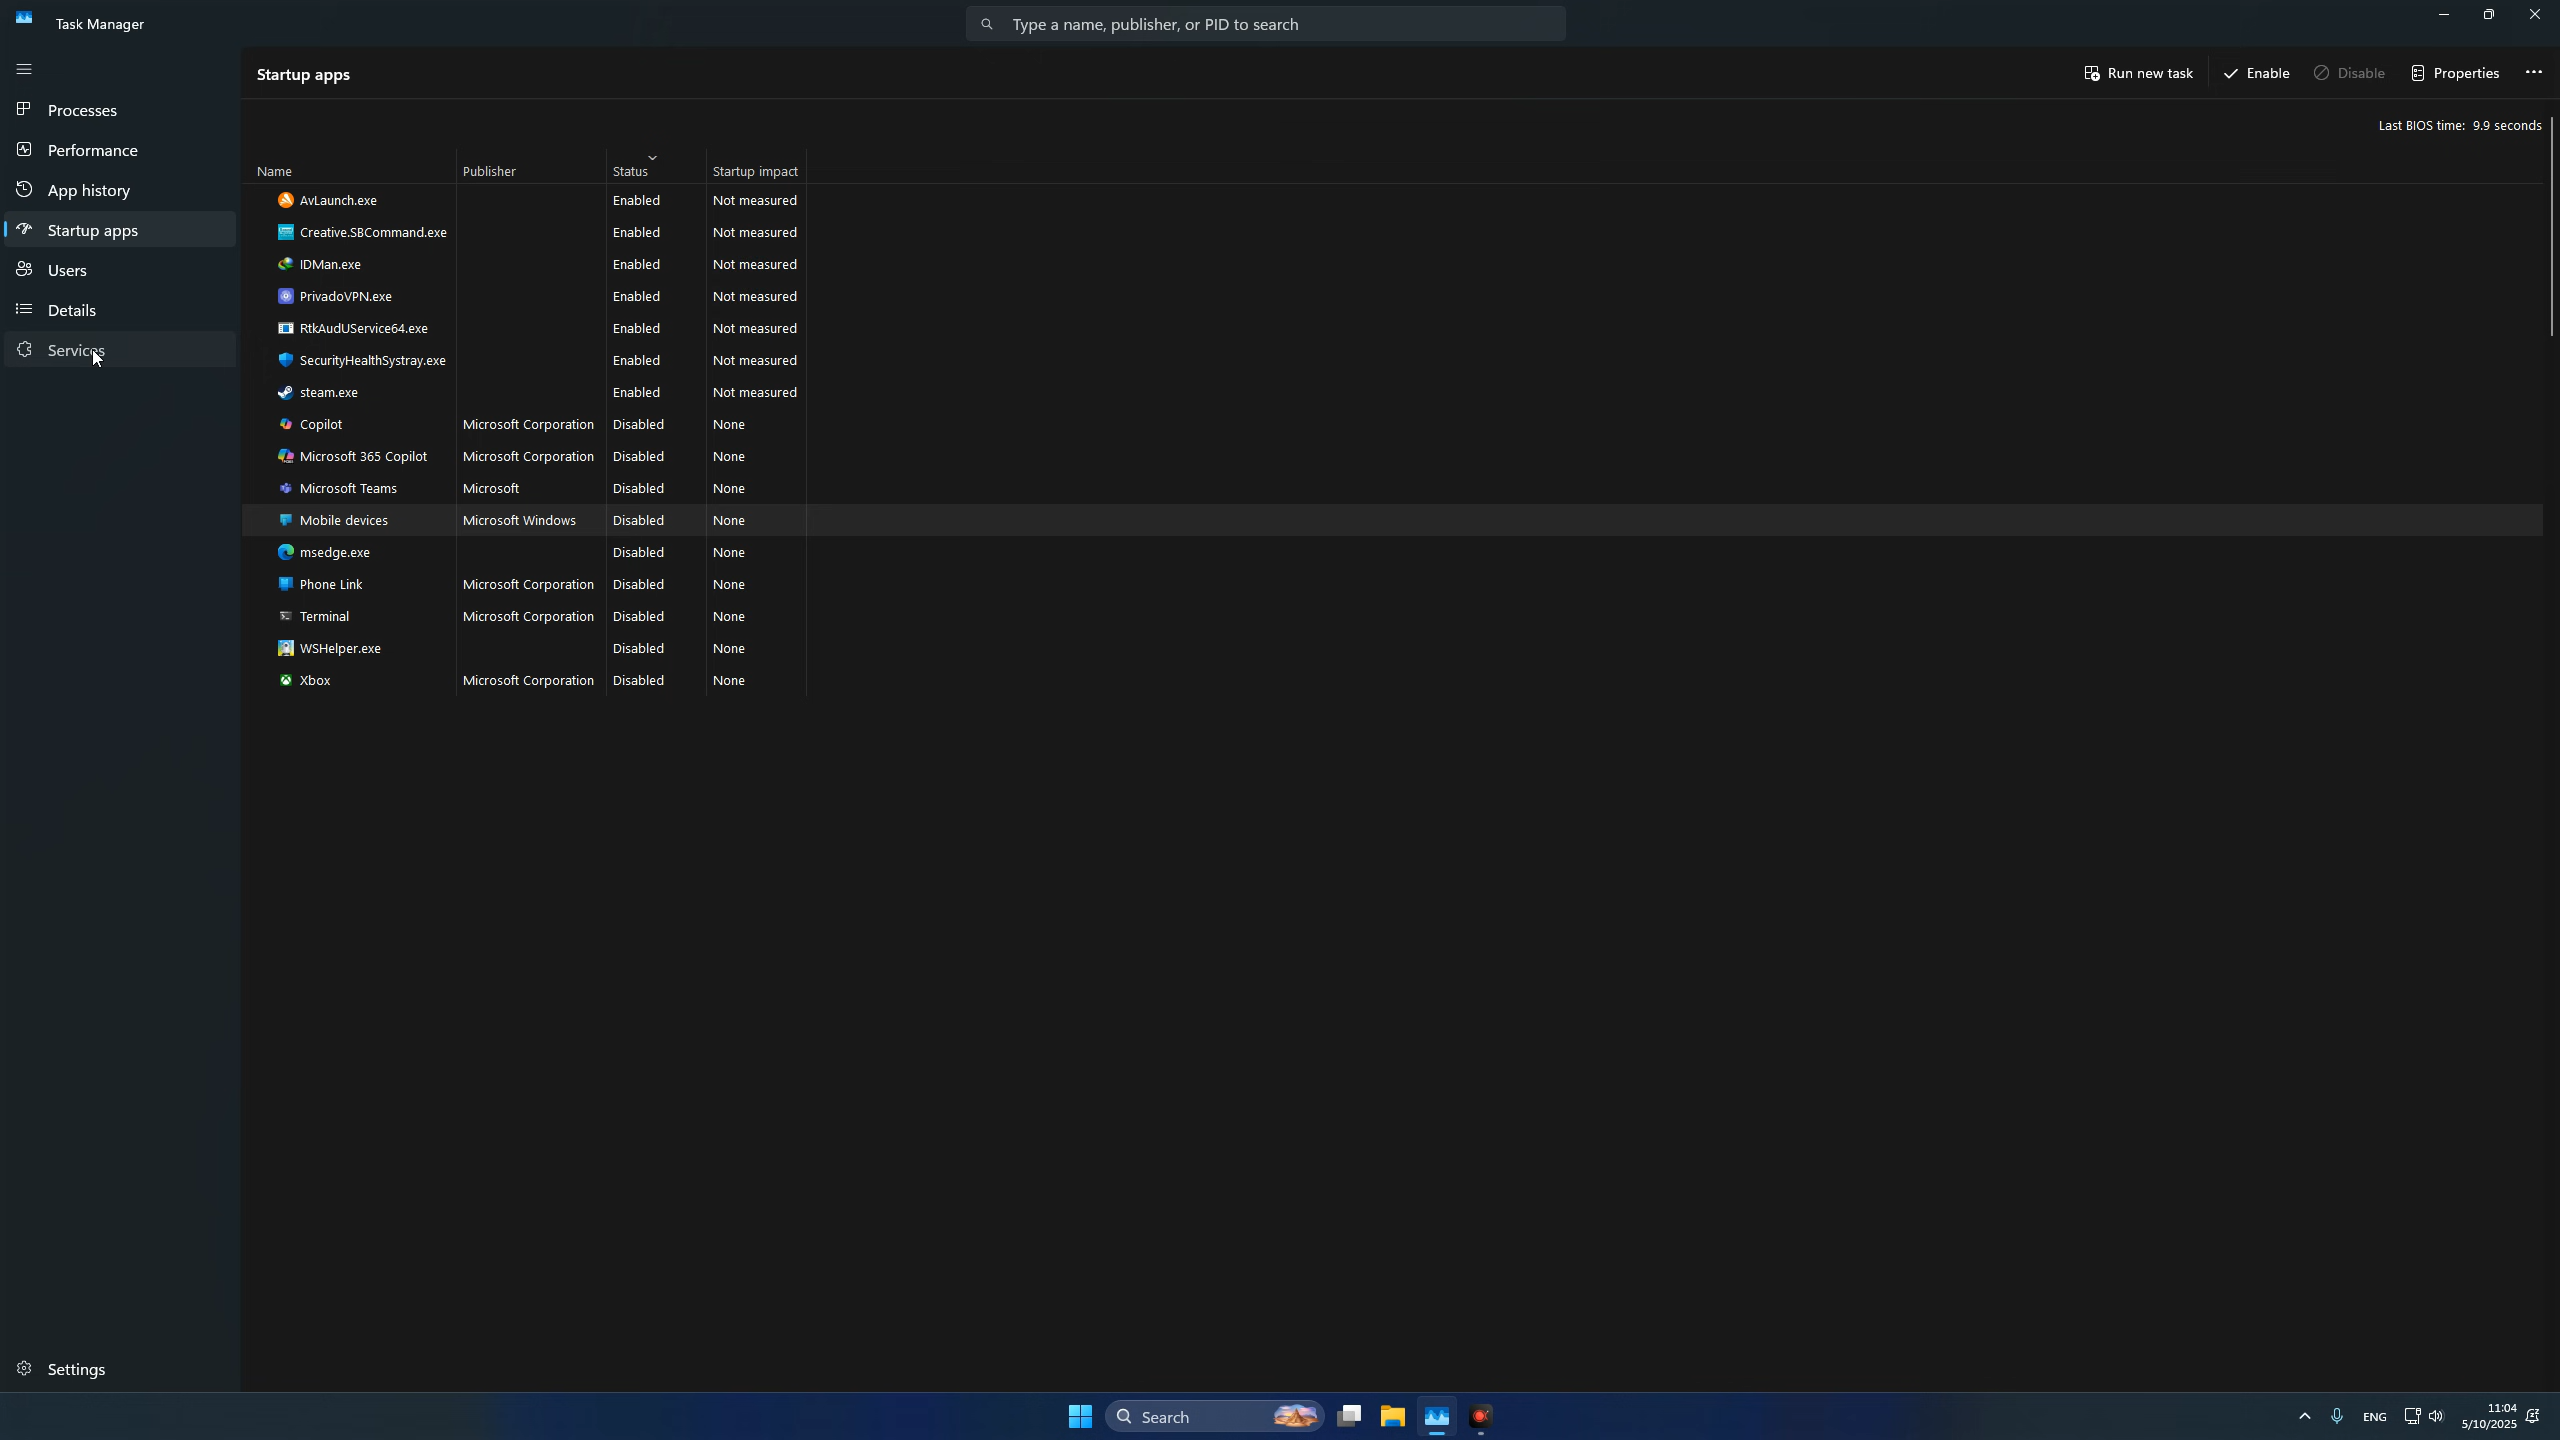 Task Manager
Type a name, publisher, or PID to search
Processes
Performance
App history
Startup apps
Users
Details
Services
Settings
Startup apps
Run new task
Enable
Disable
Properties
Last BIOS time: 9.9 seconds
Name Publisher Status Startup impact
AvLaunch.exe Enabled Not measured
Creative.SBCommand.exe Enabled Not measured
IDMan.exe Enabled Not measured
PrivadoVPN.exe Enabled Not measured
RtkAudUService64.exe Enabled Not measured
SecurityHealthSystray.exe Enabled Not measured
steam.exe Enabled Not measured
Copilot Microsoft Corporation Disabled None
Microsoft 365 Copilot Microsoft Corporation Disabled None
Microsoft Teams Microsoft Disabled None
Mobile devices Microsoft Windows Disabled None
msedge.exe Disabled None
Phone Link Microsoft Corporation Disabled None
Terminal Microsoft Corporation Disabled None
WSHelper.exe Disabled None
Xbox Microsoft Corporation Disabled None
Search
ENG
11:04
5/10/2025